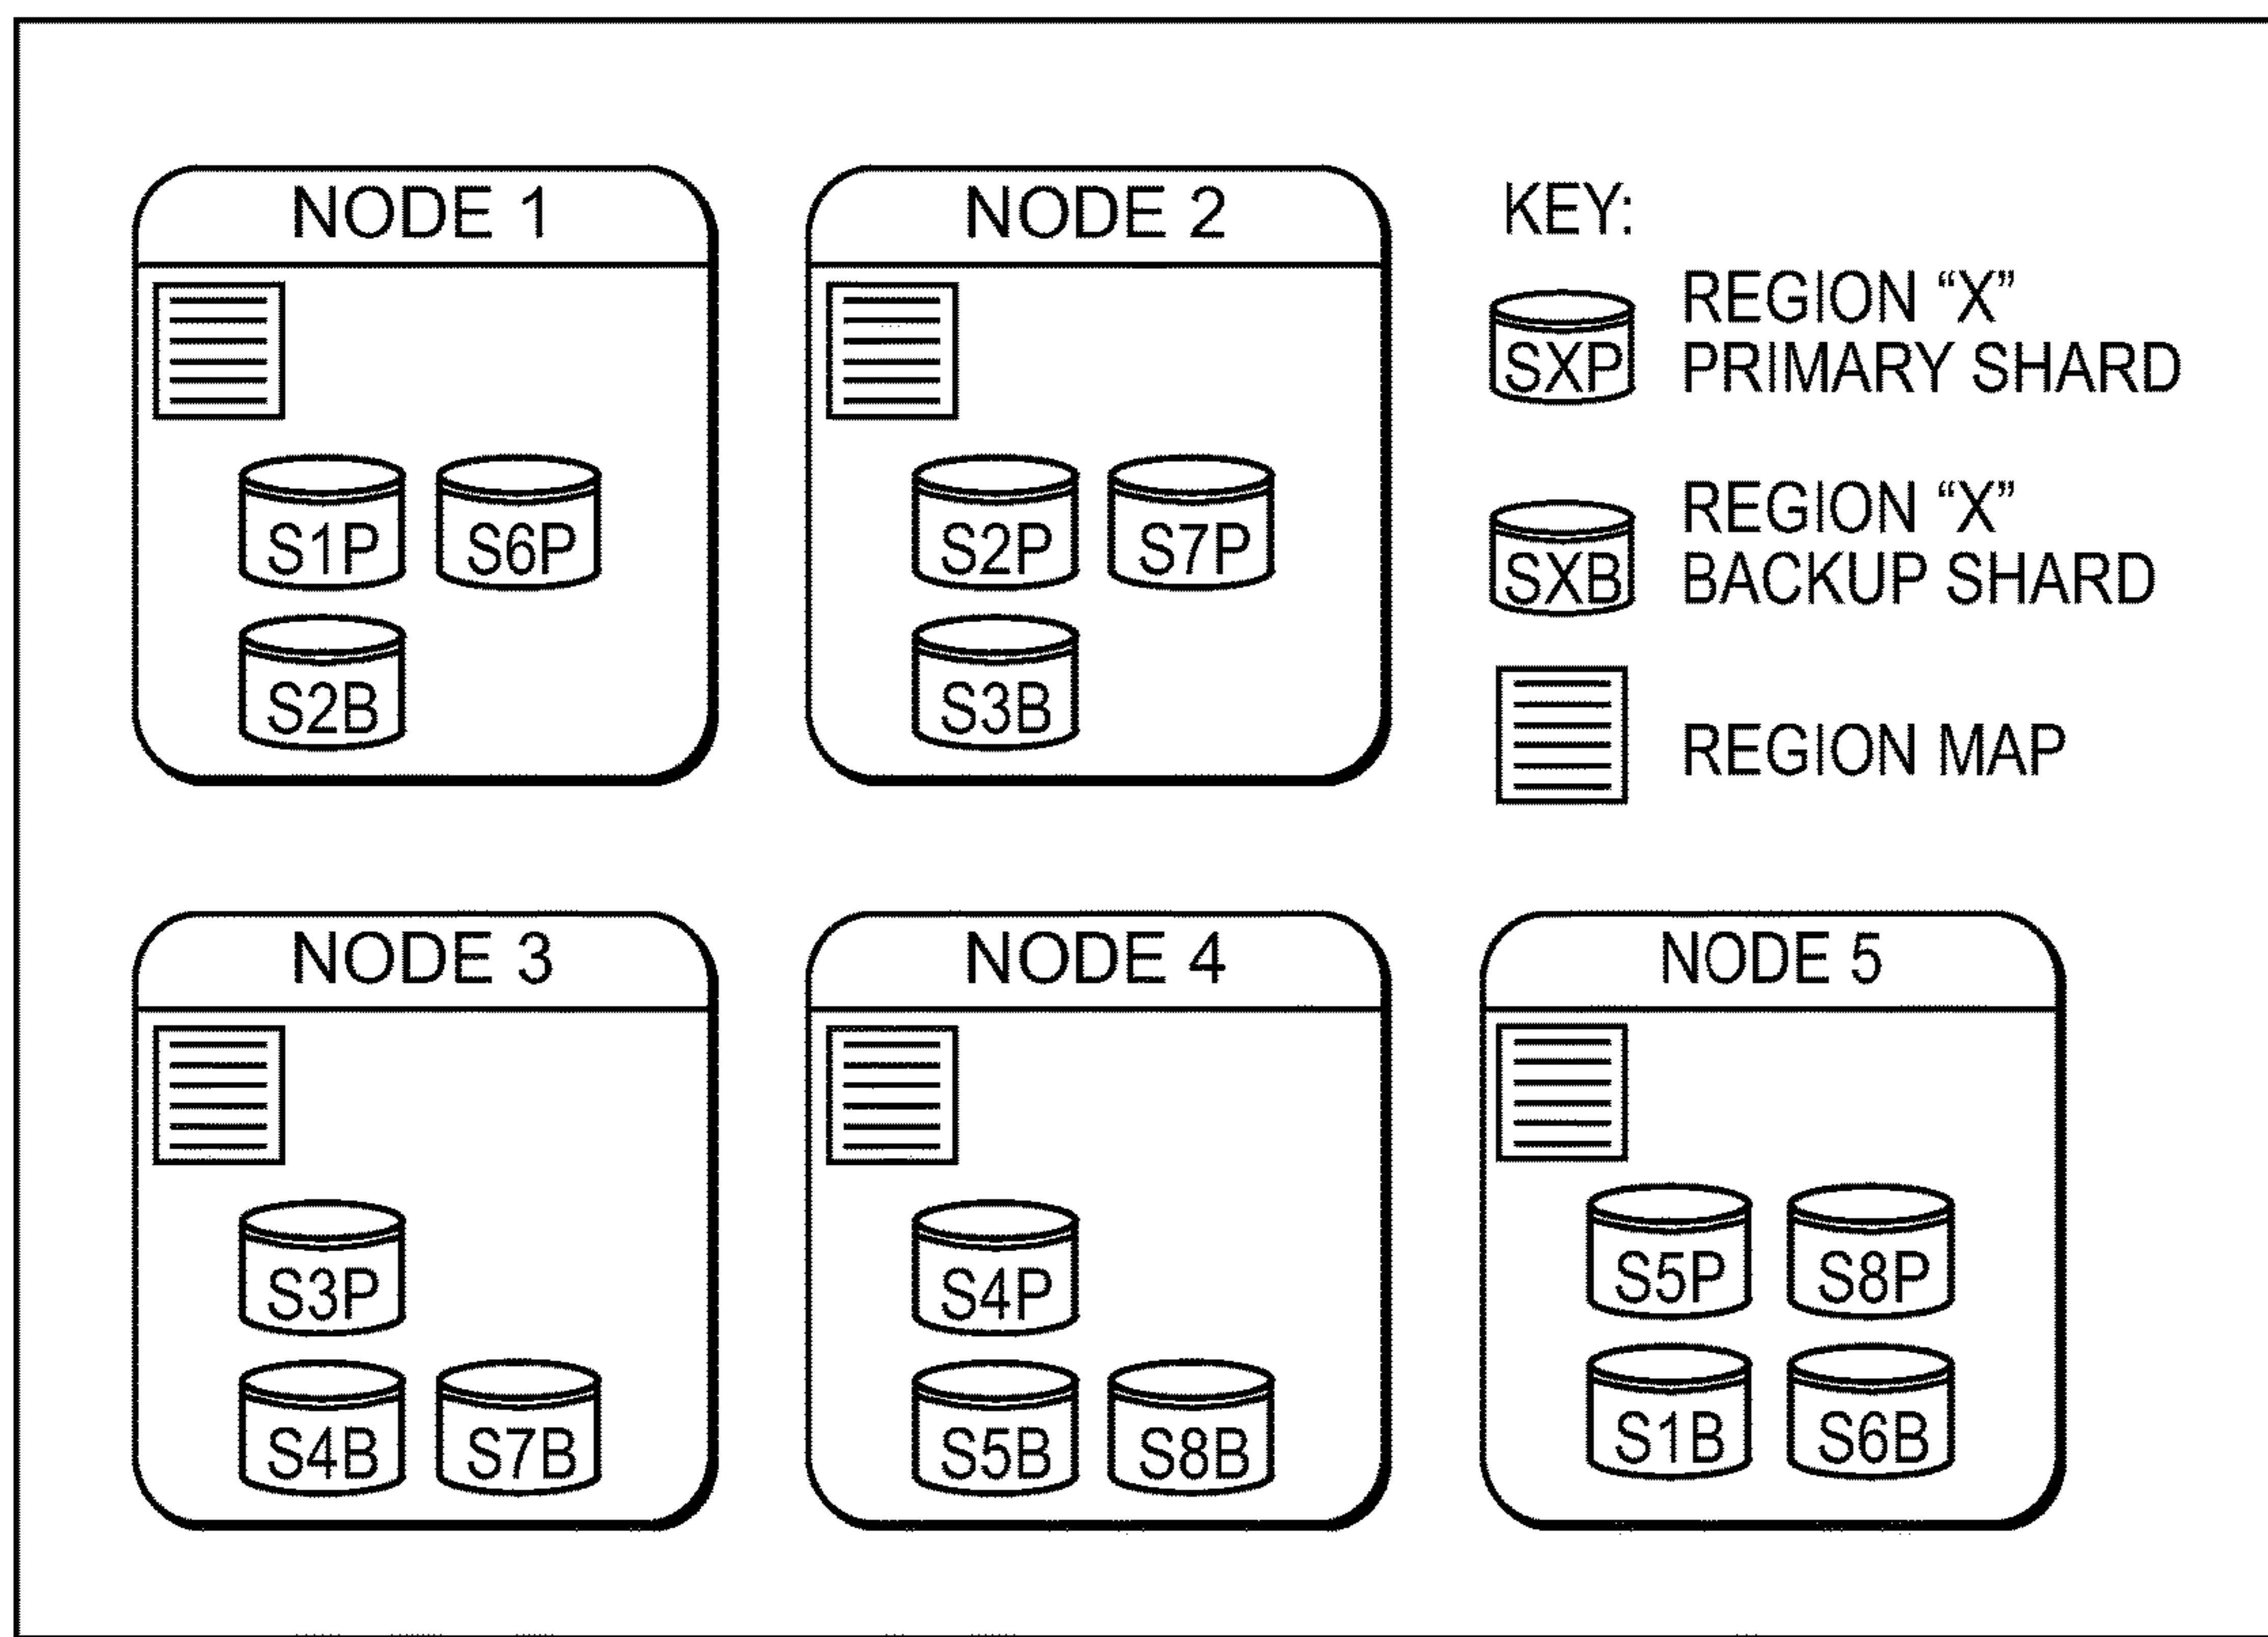 NODE 1
S1P S6P
S2B
NODE 2
S2P S7P
S3B
KEY:
SXP
REGION “X”
PRIMARY SHARD
SXB
REGION “X”
BACKUP SHARD
REGION MAP
NODE 3
S3P
S4B S7B
NODE 4
S4P
S5B S8B
NODE 5
S5P S8P
S1B S6B